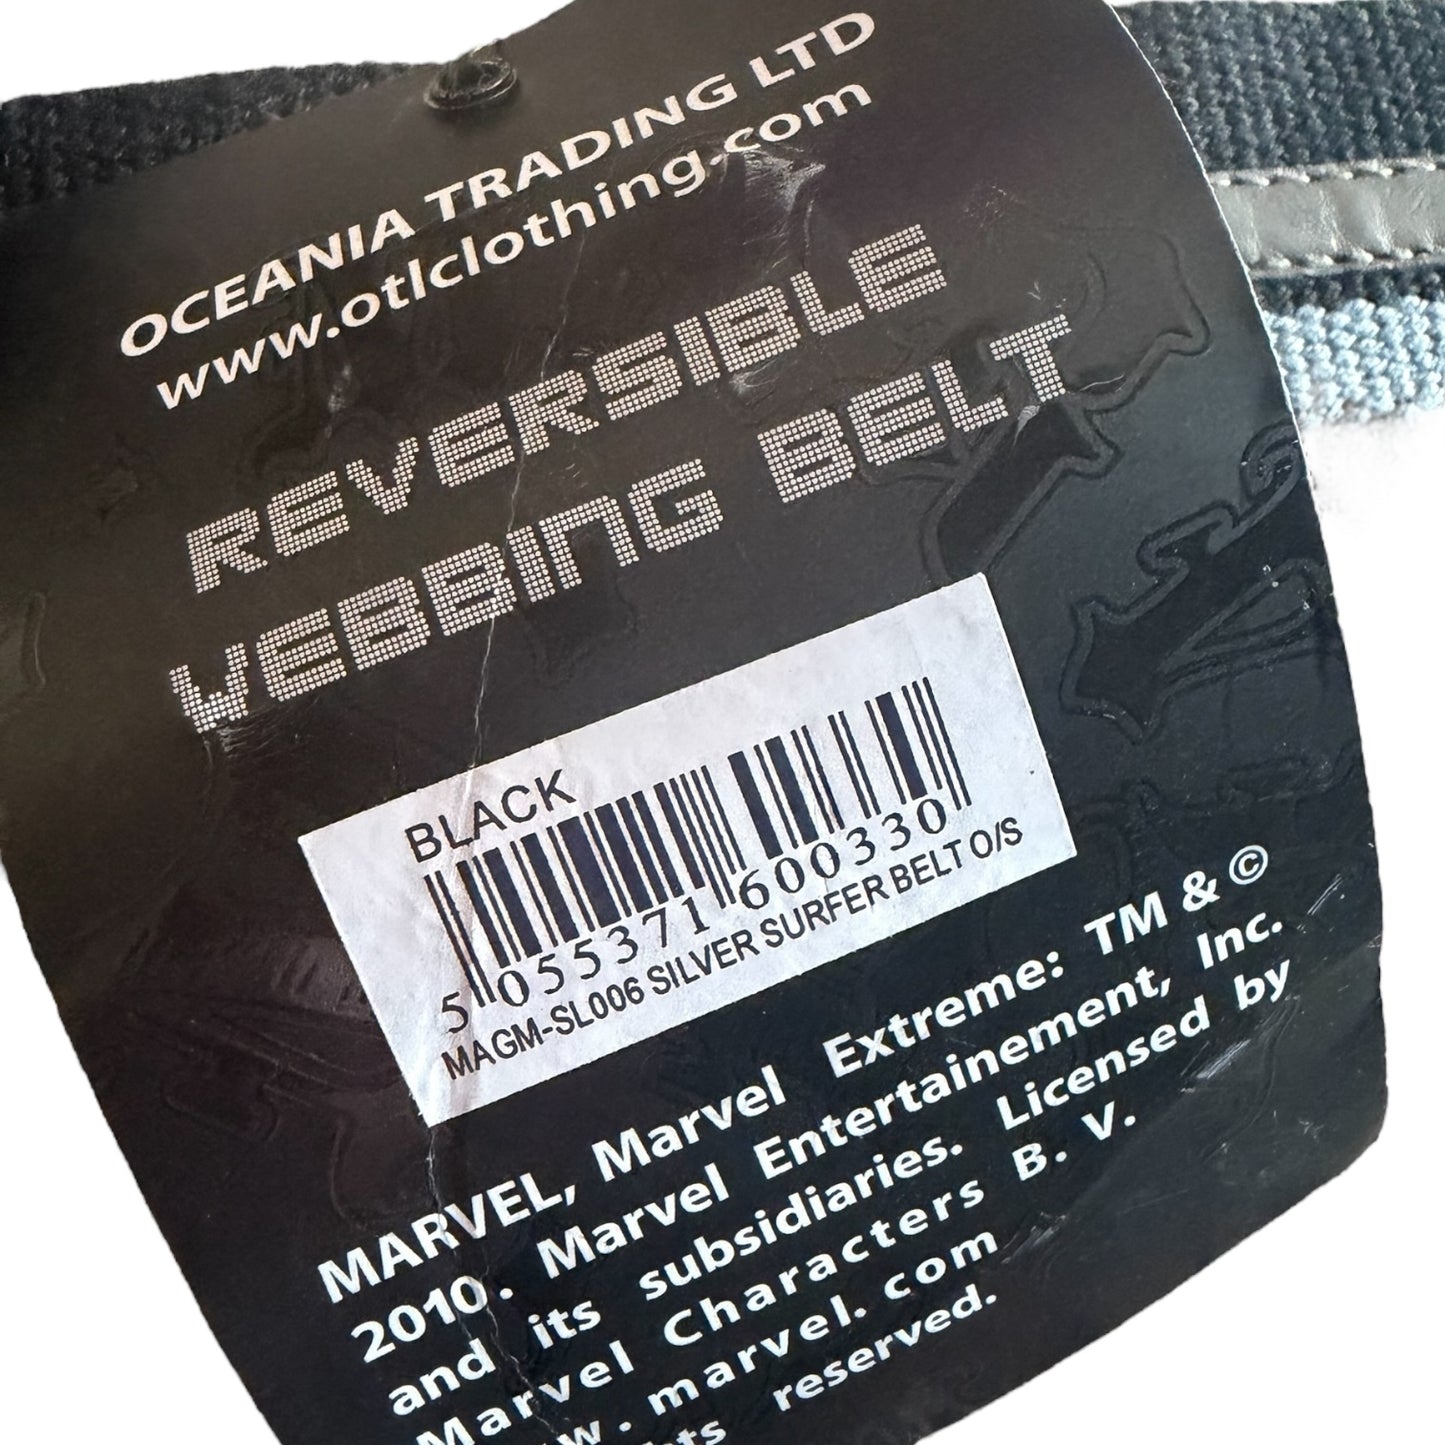 OCEANIA TRADING LTD
www.otlclothing.com
REVERSIBLE
WEBBING BELT
BLACK
5 055371 600330
MAGM-SL006 SILVER SURFER BELT O/S
MARVEL, Marvel Extreme: TM & ©
2010. Marvel Entertainement, Inc.
and its subsidiaries. Licensed by
Marvel Characters B. V.
w.marvel.com
reserved.